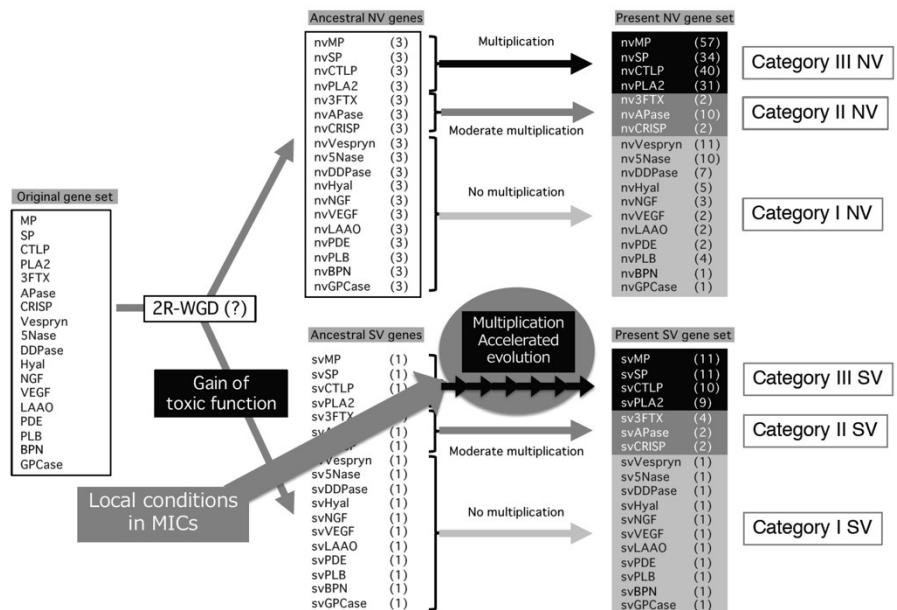 Original gene set
MP
SP
CTLP
PLA2
3FTX
APase
CRISP
Vespryn
5Nase
DDPase
Hyal
NGF
VEGF
LAAO
PDE
PLB
BPN
GPCase
2R-WGD (?)
Gain of
toxic function
Local conditions
in MICs
Ancestral NV genes
nvMP (3)
nvSP (3)
nvCTLP (3)
nvPLA2 (3)
nv3FTX (3)
nvAPase (3)
nvCRISP (3)
nvVespryn (3)
nv5Nase (3)
nvDDPase (3)
nvHyal (3)
nvNGF (3)
nvVEGF (3)
nvLAAO (3)
nvPDE (3)
nvPLB (3)
nvBPN (3)
nvGPCase (3)
Multiplication
Moderate multiplication
No multiplication
Present NV gene set
nvMP (57)
nvSP (34)
nvCTLP (40)
nvPLA2 (31)
nv3FTX (2)
nvAPase (10)
nvCRISP (2)
nvVespryn (11)
nv5Nase (10)
nvDDPase (7)
nvHyal (5)
nvNGF (3)
nvVEGF (2)
nvLAAO (2)
nvPDE (2)
nvPLB (4)
nvBPN (1)
nvGPCase (1)
Category III NV
Category II NV
Category I NV
Ancestral SV genes
svMP (1)
svSP (1)
svCTLP (1)
svPLA2 (1)
sv3FTX (1)
(1)
(1)
svVespryn (1)
sv5Nase (1)
svDDPase (1)
svHyal (1)
svNGF (1)
svVEGF (1)
svLAAO (1)
svPDE (1)
svPLB (1)
svBPN (1)
svGPCase (1)
Multiplication
Accelerated
evolution
Moderate multiplication
No multiplication
Present SV gene set
svMP (11)
svSP (11)
svCTLP (10)
svPLA2 (9)
sv3FTX (4)
svAPase (2)
svCRISP (2)
svVespryn (1)
sv5Nase (1)
svDDPase (1)
svHyal (1)
svNGF (1)
svVEGF (1)
svLAAO (1)
svPDE (1)
svPLB (1)
svBPN (1)
svGPCase (1)
Category III SV
Category II SV
Category I SV